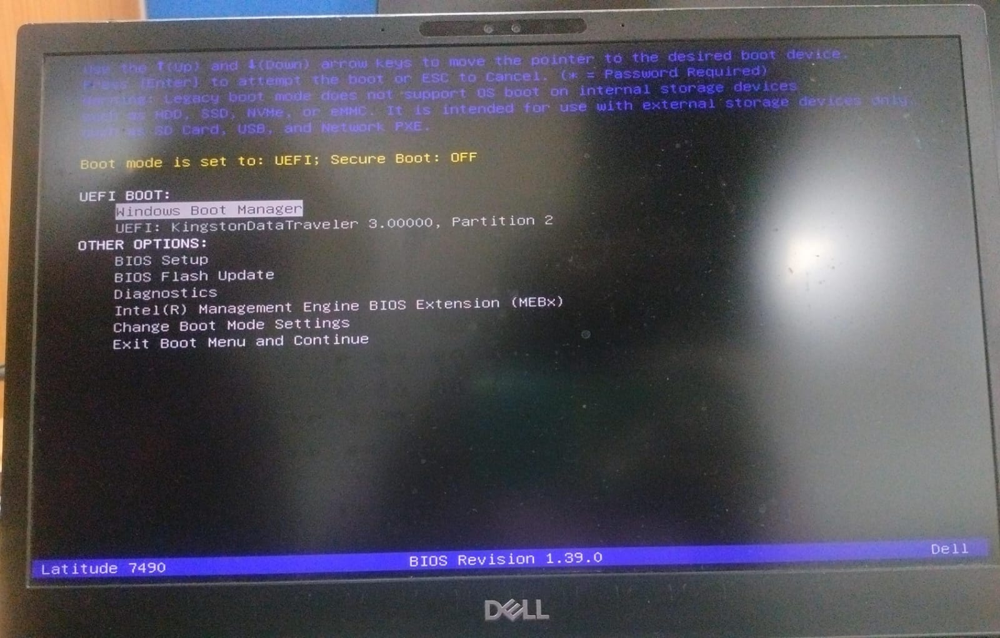 Use the ↑(Up) and ↓(Down) arrow keys to move the pointer to the desired boot device.
Press [Enter] to attempt the boot or ESC to Cancel. (* = Password Required)
Warning: Legacy boot mode does not support OS boot on internal storage devices
such as HDD, SSD, NVMe, or eMMC. It is intended for use with external storage devices only,
such as SD Card, USB, and Network PXE.
Boot mode is set to: UEFI; Secure Boot: OFF
UEFI BOOT:
Windows Boot Manager
UEFI: KingstonDataTraveler 3.00000, Partition 2
OTHER OPTIONS:
BIOS Setup
BIOS Flash Update
Diagnostics
Intel(R) Management Engine BIOS Extension (MEBx)
Change Boot Mode Settings
Exit Boot Menu and Continue
Latitude 7490 BIOS Revision 1.39.0 Dell
DELL